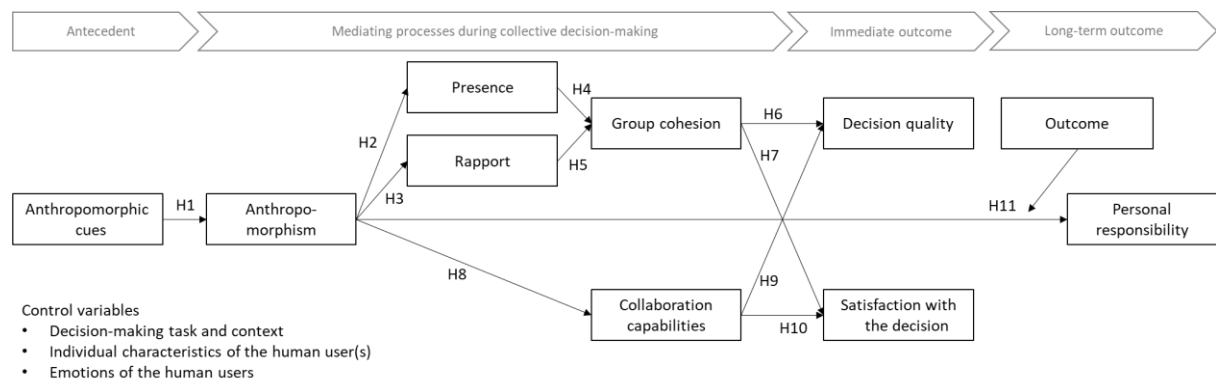 Antecedent
Mediating processes during collective decision-making
Immediate outcome
Long-term outcome
Presence
H4
Group cohesion
H6
Decision quality
Outcome
H2
Rapport
H5
H7
H3
Anthropomorphic
cues
H1
Anthropo-
morphism
H11
Personal
responsibility
H8
H9
Collaboration
capabilities
H10
Satisfaction with
the decision
Control variables
• Decision-making task and context
• Individual characteristics of the human user(s)
• Emotions of the human users